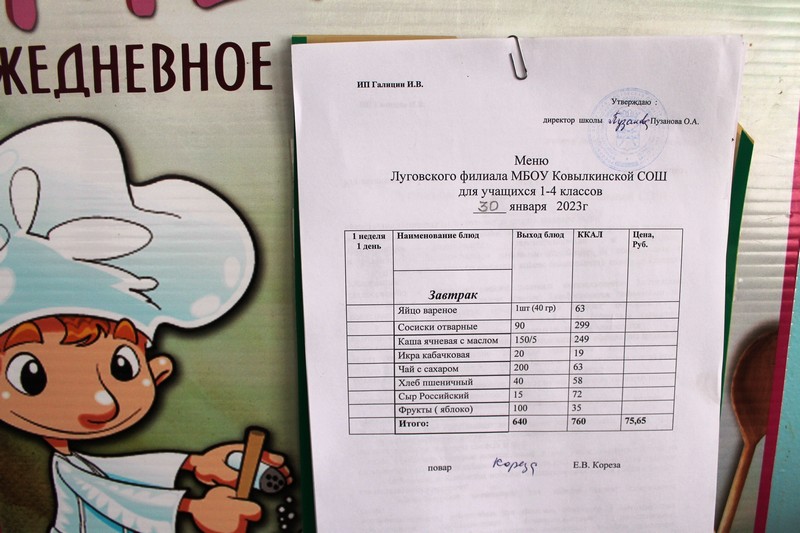 ЖЕДНЕВНОЕ
ИП Галицин И.В.
Утверждаю :
директор школы Пузанова О.А.
Меню
Луговского филиала МБОУ Ковылкинской СОШ
для учащихся 1-4 классов
30 января 2023г
1 неделя 1 день Наименование блюд Выход блюд ККАЛ Цена, Руб.
Завтрак
Яйцо вареное 1шт (40 гр) 63
Сосиски отварные 90 299
Каша ячневая с маслом 150/5 249
Икра кабачковая 20 19
Чай с сахаром 200 63
Хлеб пшеничный 40 58
Сыр Российский 15 72
Фрукты ( яблоко) 100 35
Итого: 640 760 75,65
повар Кореза Е.В. Кореза